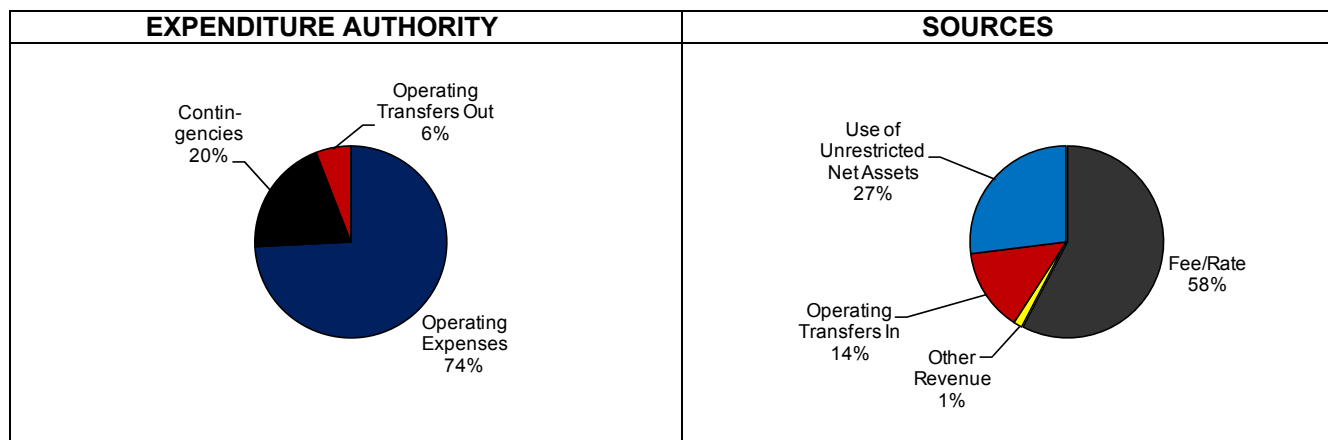 EXPENDITURE AUTHORITY
Operating
Transfers Out
6%
Contin-
gencies
20%
Operating
Expenses
74%
SOURCES
Use of
Unrestricted
Net Assets
27%
Fee/Rate
58%
Operating
Transfers In
14%
Other
Revenue
1%